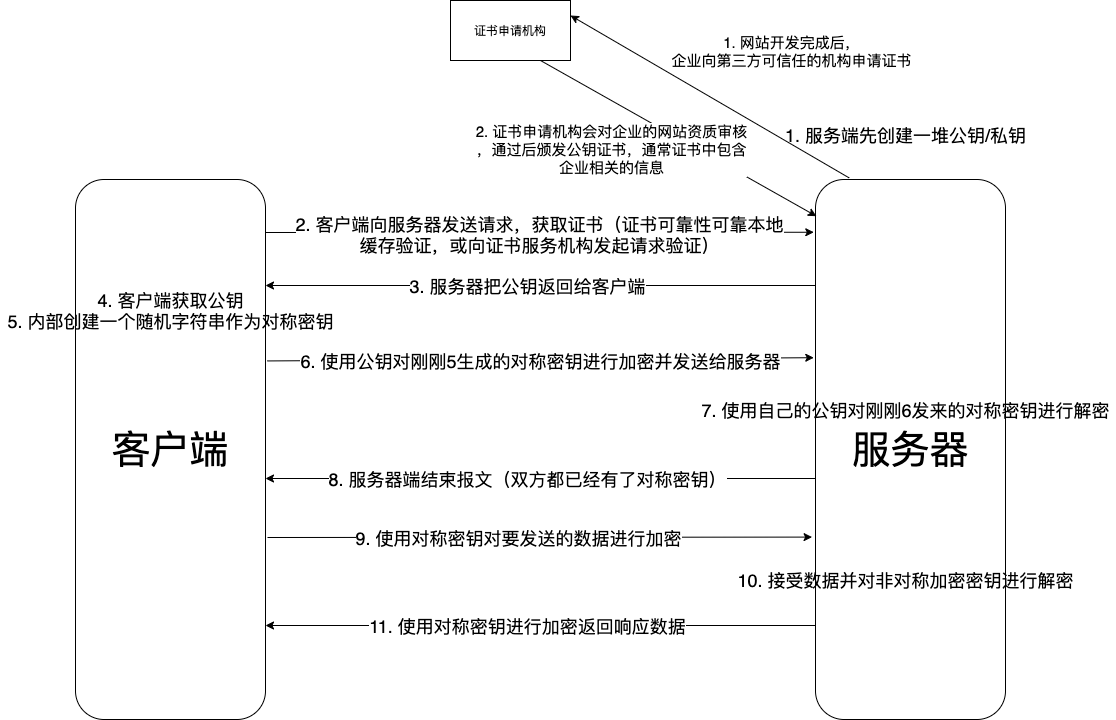 证书申请机构
1. 网站开发完成后，
企业向第三方可信任的机构申请证书
2. 证书申请机构会对企业的网站资质审核
，通过后颁发公钥证书，通常证书中包含
企业相关的信息
1. 服务端先创建一堆公钥/私钥
2. 客户端向服务器发送请求，获取证书（证书可靠性可靠本地
缓存验证，或向证书服务机构发起请求验证）
3. 服务器把公钥返回给客户端
4. 客户端获取公钥
5. 内部创建一个随机字符串作为对称密钥
6. 使用公钥对刚刚5生成的对称密钥进行加密并发送给服务器
7. 使用自己的公钥对刚刚6发来的对称密钥进行解密
客户端
服务器
8. 服务器端结束报文（双方都已经有了对称密钥）
9. 使用对称密钥对要发送的数据进行加密
10. 接受数据并对非对称加密密钥进行解密
11. 使用对称密钥进行加密返回响应数据